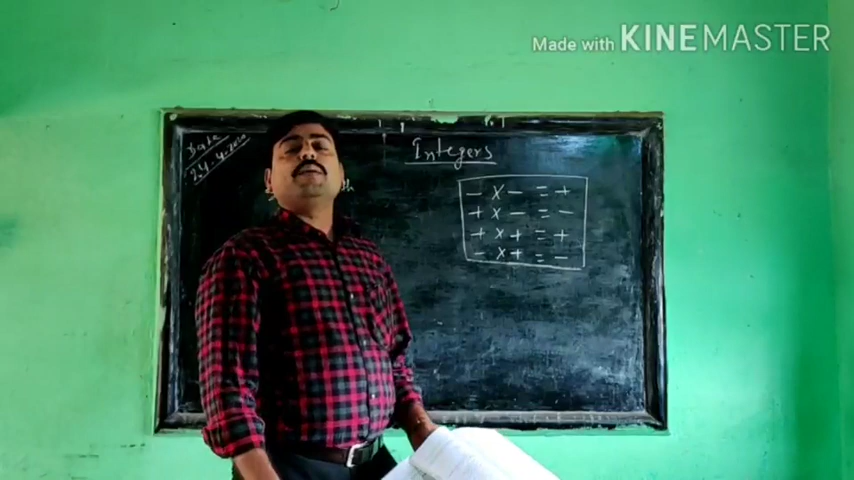 Made with KINEMASTER
Date
24.4.2020
Integers
- x - = +
+ x - = -
+ x + = +
- x + = -